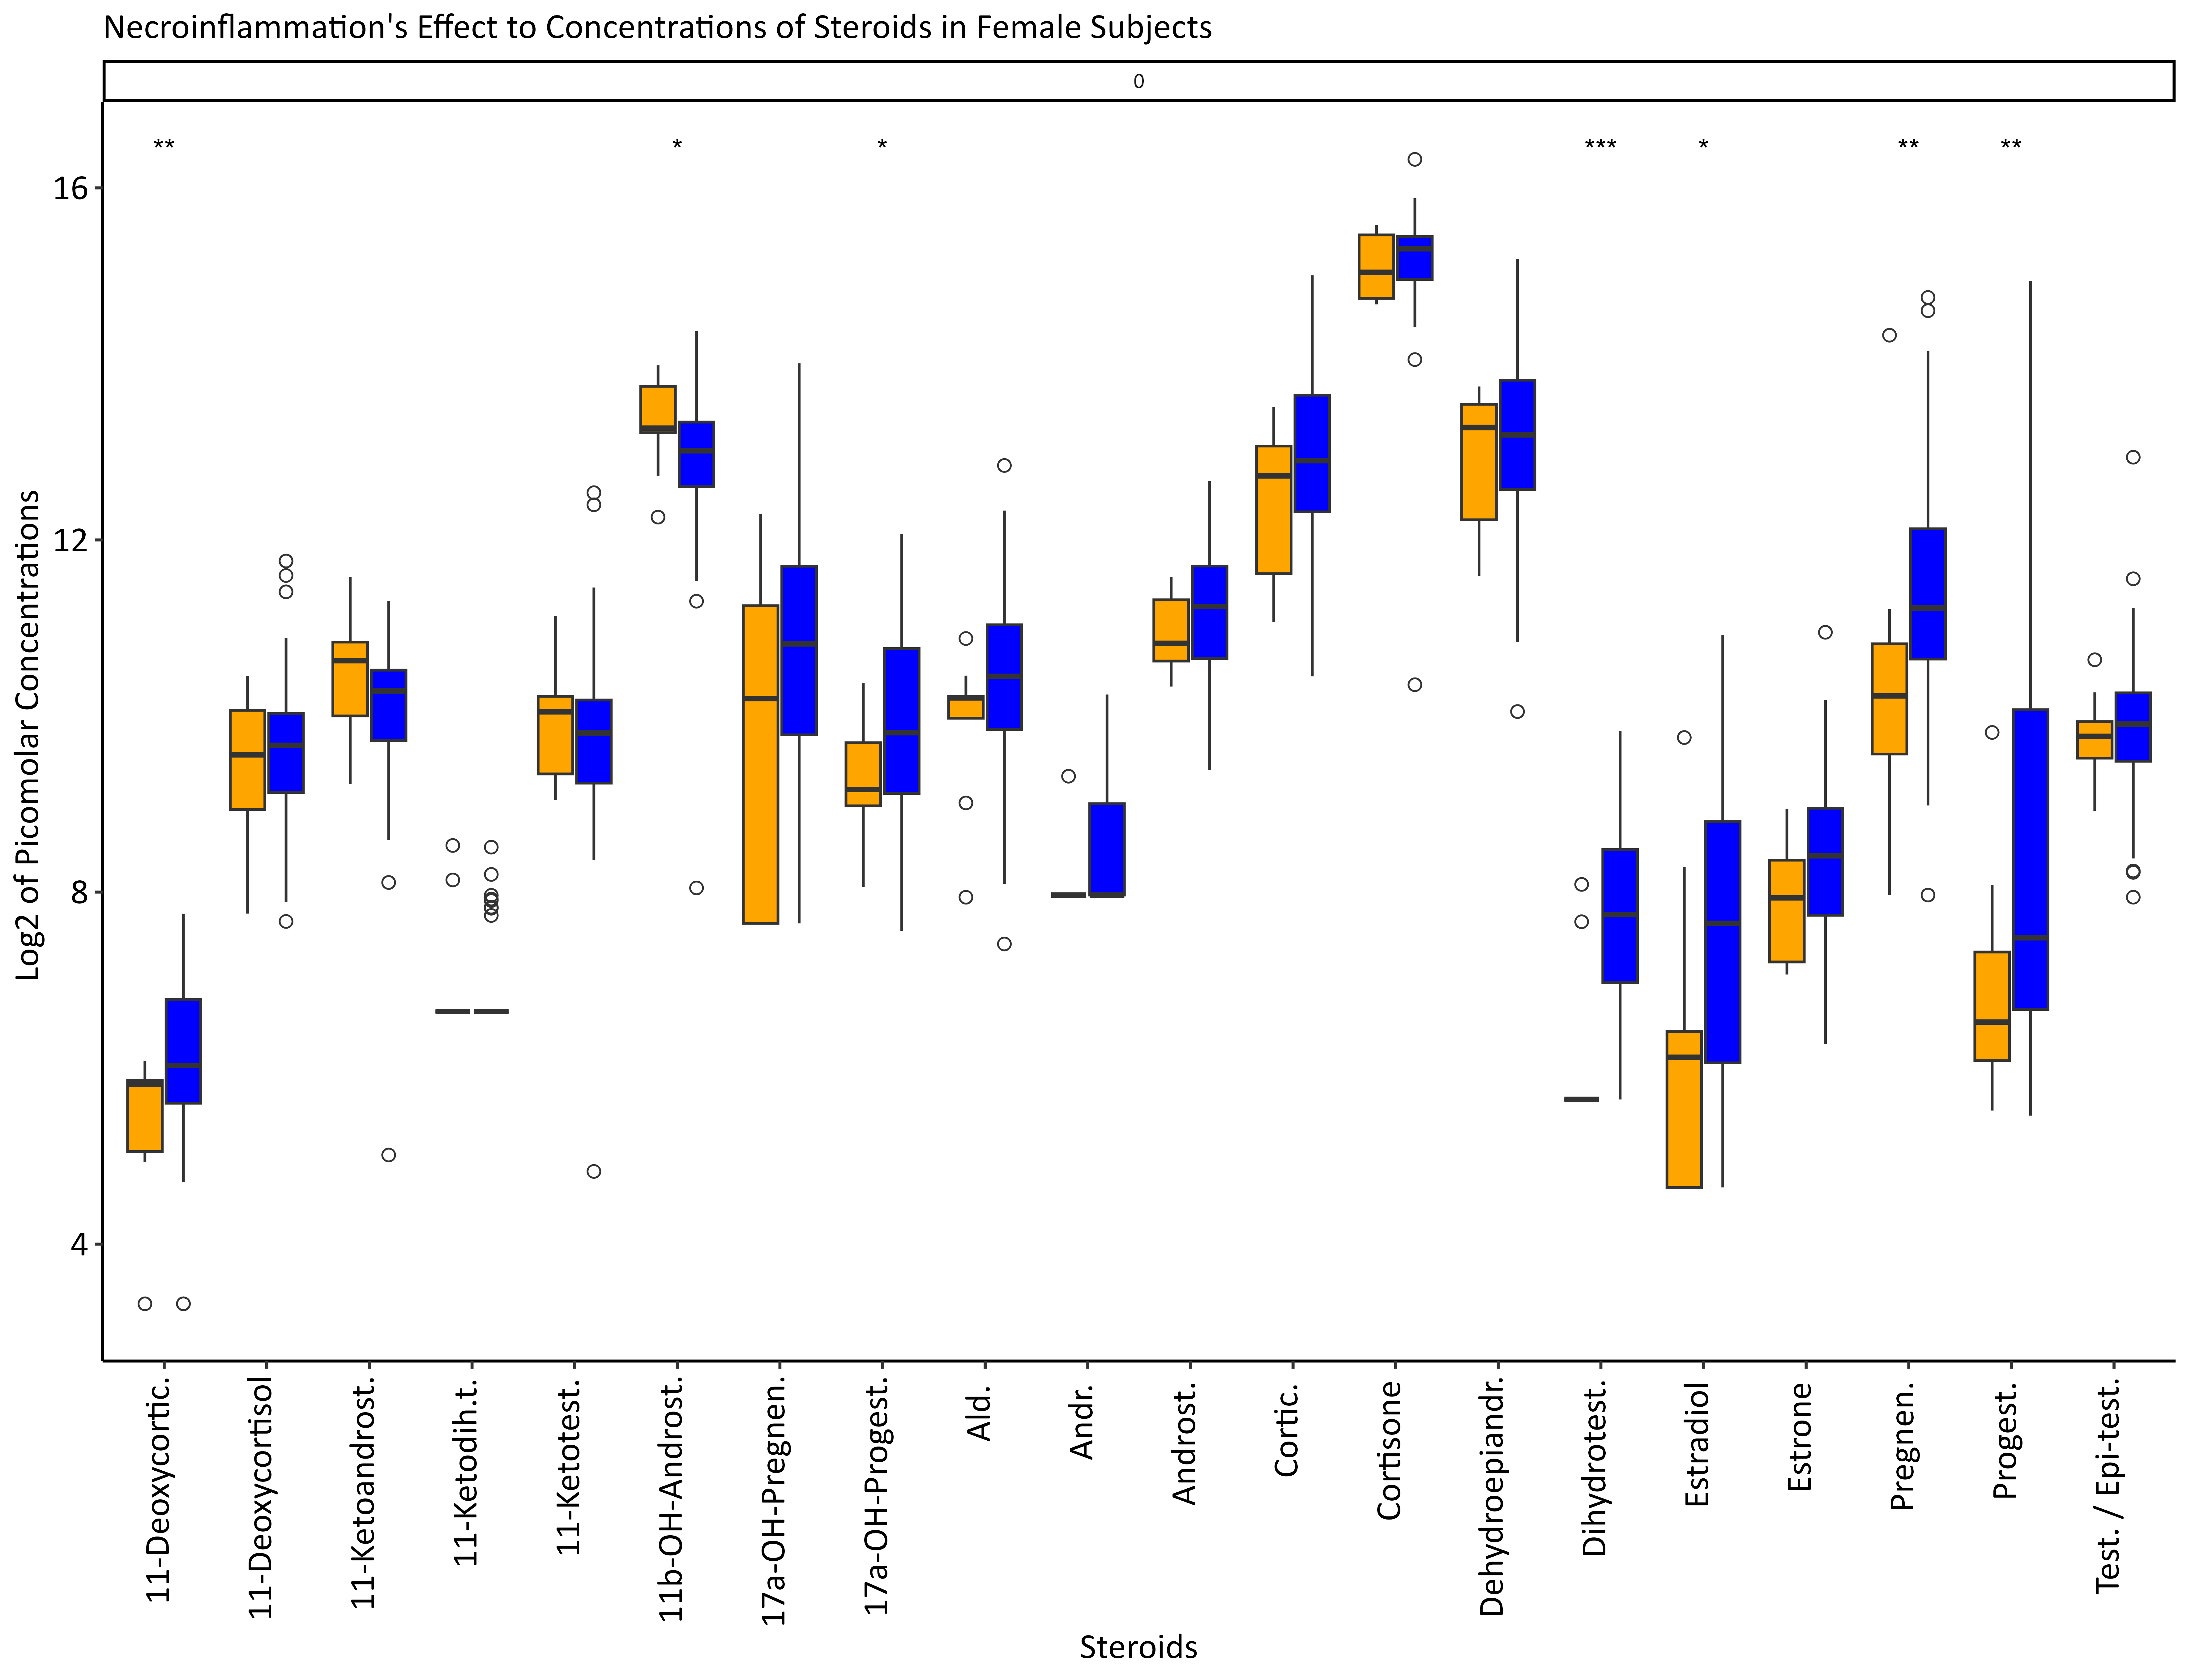 Necroinflammation's Effect to Concentrations of Steroids in Female Subjects
0
** * * *** * ** **
16
12
8
4
Log2 of Picomolar Concentrations
11-Deoxycortic.
11-Deoxycortisol
11-Ketoandrost.
11-Ketodih.t.
11-Ketotest.
11b-OH-Androst.
17a-OH-Pregnen.
17a-OH-Progest.
Ald.
Andr.
Androst.
Cortic.
Cortisone
Dehydroepiandr.
Dihydrotest.
Estradiol
Estrone
Pregnen.
Progest.
Test. / Epi-test.
Steroids